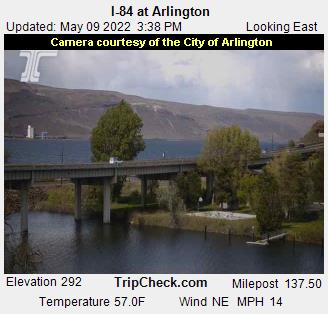 I-84 at Arlington
Updated: May 09 2022 3:38 PM Looking East
Camera courtesy of the City of Arlington
Elevation 292 TripCheck.com Milepost 137.50
Temperature 57.0F Wind NE MPH 14